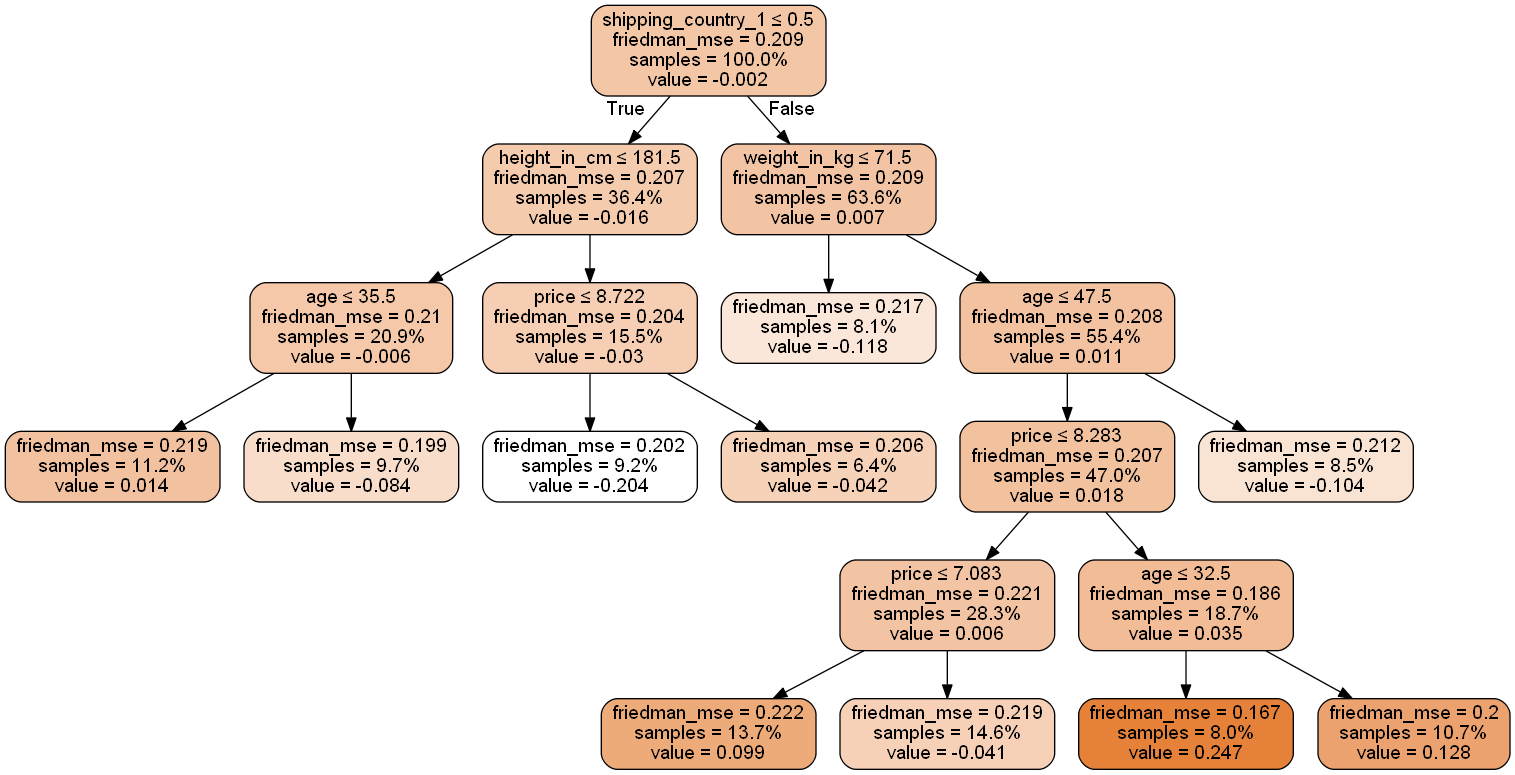 shipping_country_1 ≤ 0.5
friedman_mse = 0.209
samples = 100.0%
value = -0.002
True
False
height_in_cm ≤ 181.5
friedman_mse = 0.207
samples = 36.4%
value = -0.016
weight_in_kg ≤ 71.5
friedman_mse = 0.209
samples = 63.6%
value = 0.007
age ≤ 35.5
friedman_mse = 0.21
samples = 20.9%
value = -0.006
price ≤ 8.722
friedman_mse = 0.204
samples = 15.5%
value = -0.03
friedman_mse = 0.217
samples = 8.1%
value = -0.118
age ≤ 47.5
friedman_mse = 0.208
samples = 55.4%
value = 0.011
friedman_mse = 0.219
samples = 11.2%
value = 0.014
friedman_mse = 0.199
samples = 9.7%
value = -0.084
friedman_mse = 0.202
samples = 9.2%
value = -0.204
friedman_mse = 0.206
samples = 6.4%
value = -0.042
price ≤ 8.283
friedman_mse = 0.207
samples = 47.0%
value = 0.018
friedman_mse = 0.212
samples = 8.5%
value = -0.104
price ≤ 7.083
friedman_mse = 0.221
samples = 28.3%
value = 0.006
age ≤ 32.5
friedman_mse = 0.186
samples = 18.7%
value = 0.035
friedman_mse = 0.222
samples = 13.7%
value = 0.099
friedman_mse = 0.219
samples = 14.6%
value = -0.041
friedman_mse = 0.167
samples = 8.0%
value = 0.247
friedman_mse = 0.2
samples = 10.7%
value = 0.128